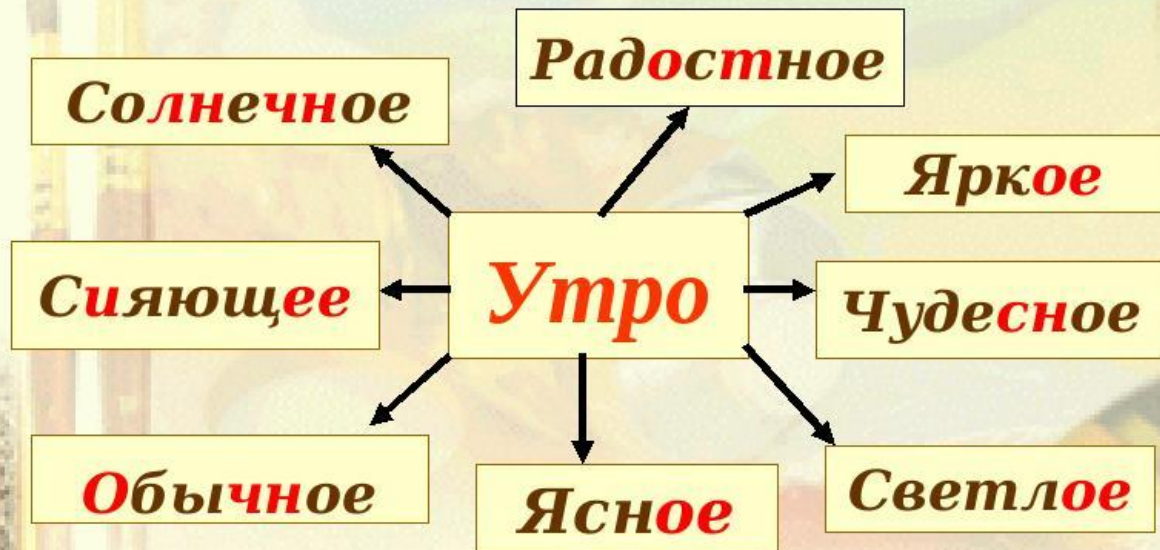 Радостное
Солнечное
Яркое
Сияющее
Утро
Чудесное
Обычное
Ясное
Светлое